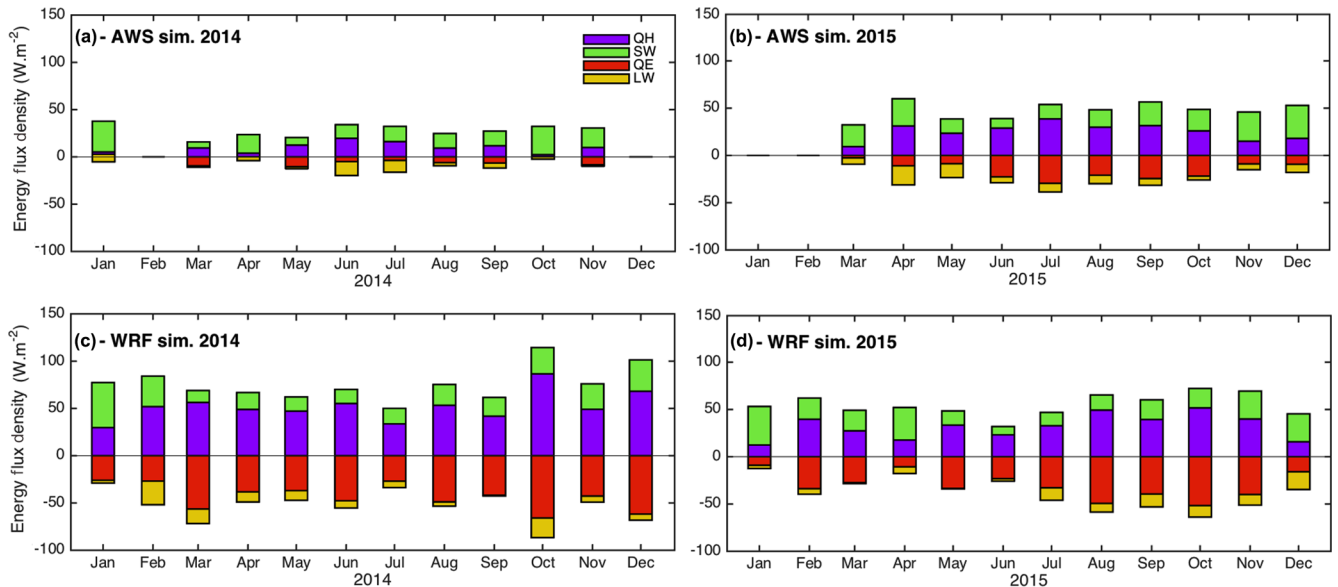 (a) - AWS sim. 2014
QH
SW
QE
LW
Energy flux density (W.m-2)
150
100
50
0
-50
-100
Jan Feb Mar Apr May Jun Jul Aug Sep Oct Nov Dec
2014
(b) - AWS sim. 2015
150
100
50
0
-50
-100
Jan Feb Mar Apr May Jun Jul Aug Sep Oct Nov Dec
2015
(c) - WRF sim. 2014
Energy flux density (W.m-2)
150
100
50
0
-50
-100
Jan Feb Mar Apr May Jun Jul Aug Sep Oct Nov Dec
2014
(d) - WRF sim. 2015
150
100
50
0
-50
-100
Jan Feb Mar Apr May Jun Jul Aug Sep Oct Nov Dec
2015